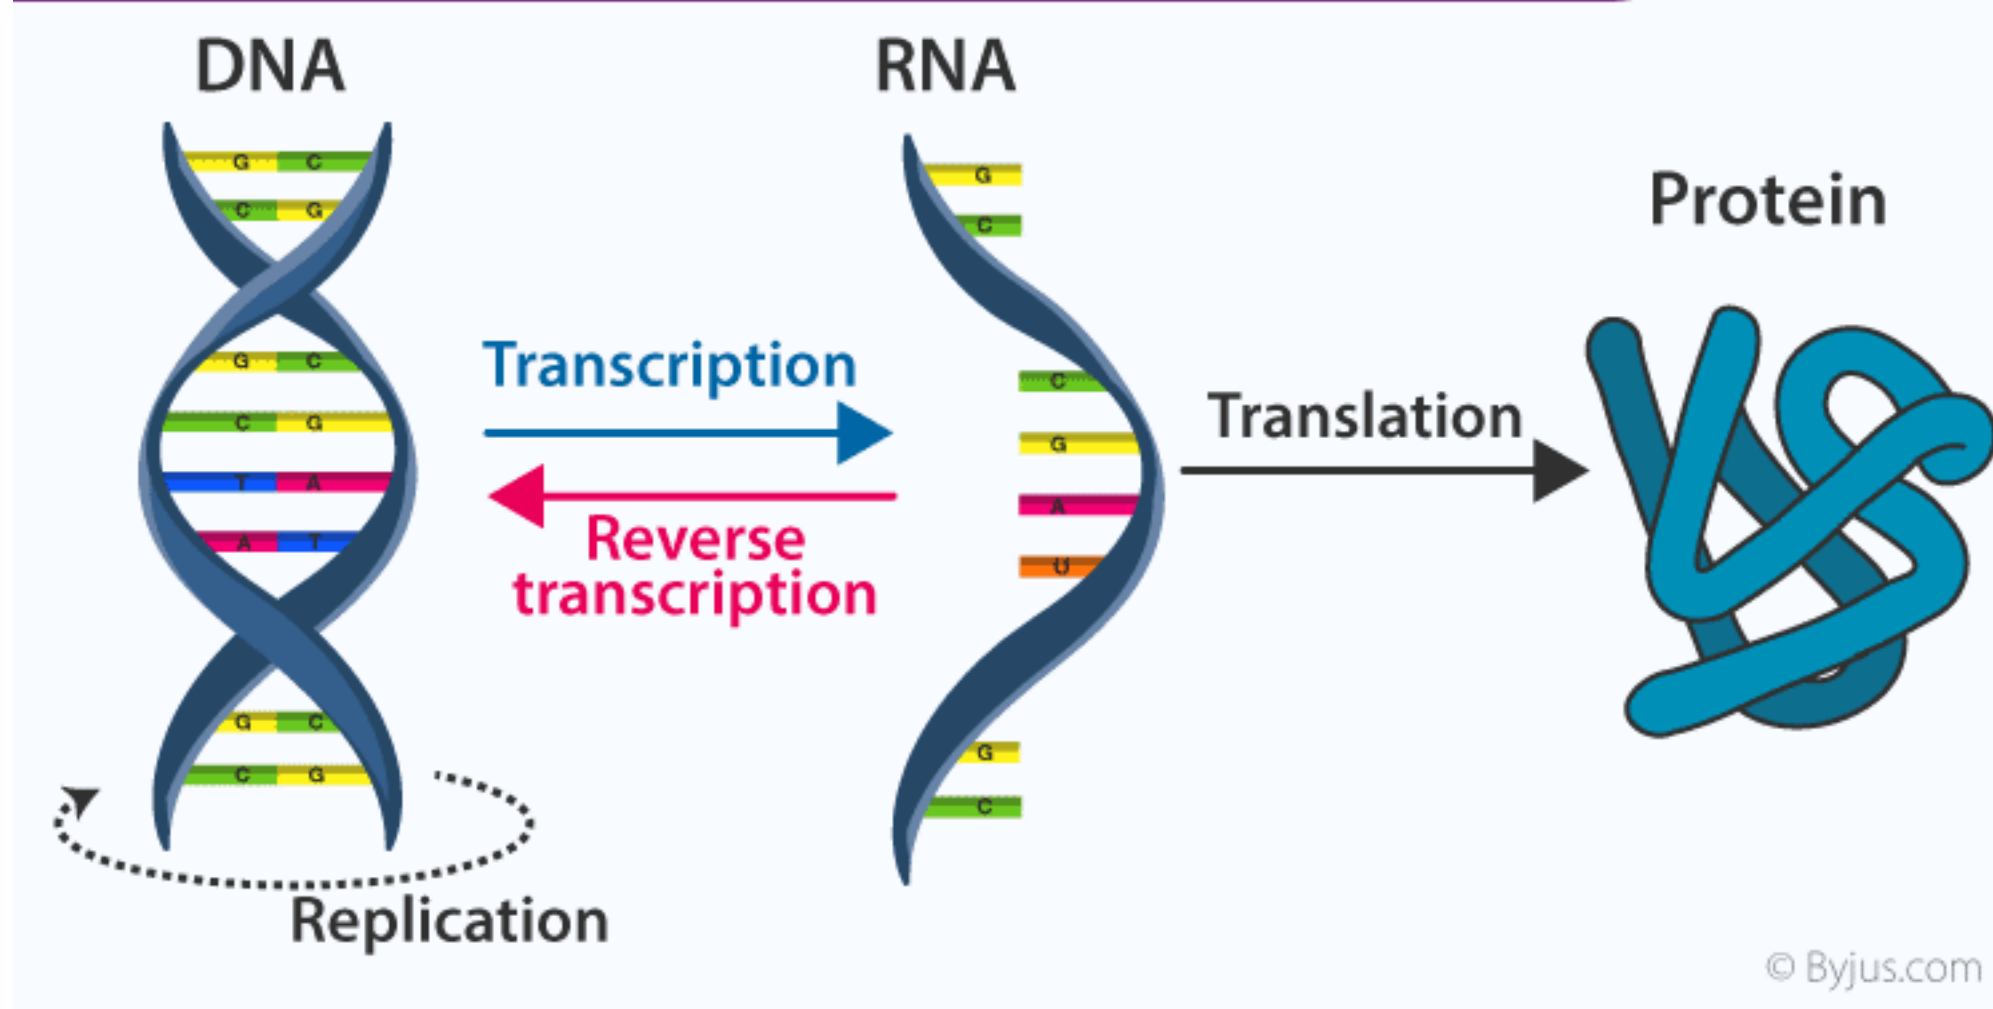 DNA
RNA
Protein
G C
C G
G C
C G
T A
A T
G C
C G
Transcription
Reverse
transcription
G
C
C
G
A
U
G
C
Translation
Replication
© Byjus.com